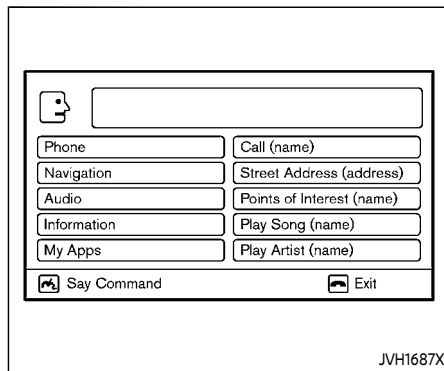 Phone
Call (name)
Navigation
Street Address (address)
Audio
Points of Interest (name)
Information
Play Song (name)
My Apps
Play Artist (name)
Say Command
Exit
JVH1687X